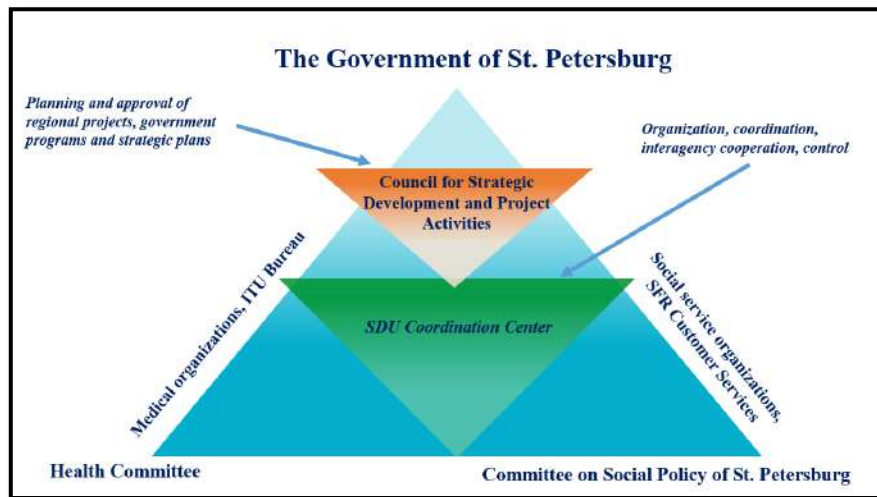 The Government of St. Petersburg
Planning and approval of
regional projects, government
programs and strategic plans
Organization, coordination,
interagency cooperation, control
Council for Strategic
Development and Project
Activities
Medical organizations, ITU Bureau
SDU Coordination Center
Social service organizations,
SFR Customer Services
Health Committee
Committee on Social Policy of St. Petersburg